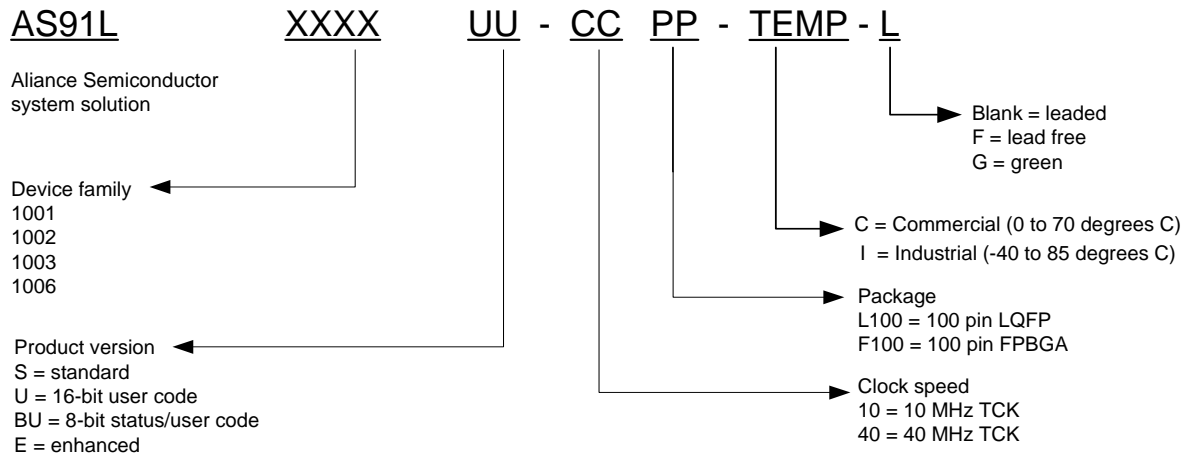 AS91L XXXX UU - CC PP - TEMP - L
Aliance Semiconductor
system solution
Blank = leaded
F = lead free
G = green
Device family
1001
1002
1003
1006
C = Commercial (0 to 70 degrees C)
I = Industrial (-40 to 85 degrees C)
Package
L100 = 100 pin LQFP
F100 = 100 pin FPBGA
Product version
S = standard
U = 16-bit user code
BU = 8-bit status/user code
E = enhanced
Clock speed
10 = 10 MHz TCK
40 = 40 MHz TCK